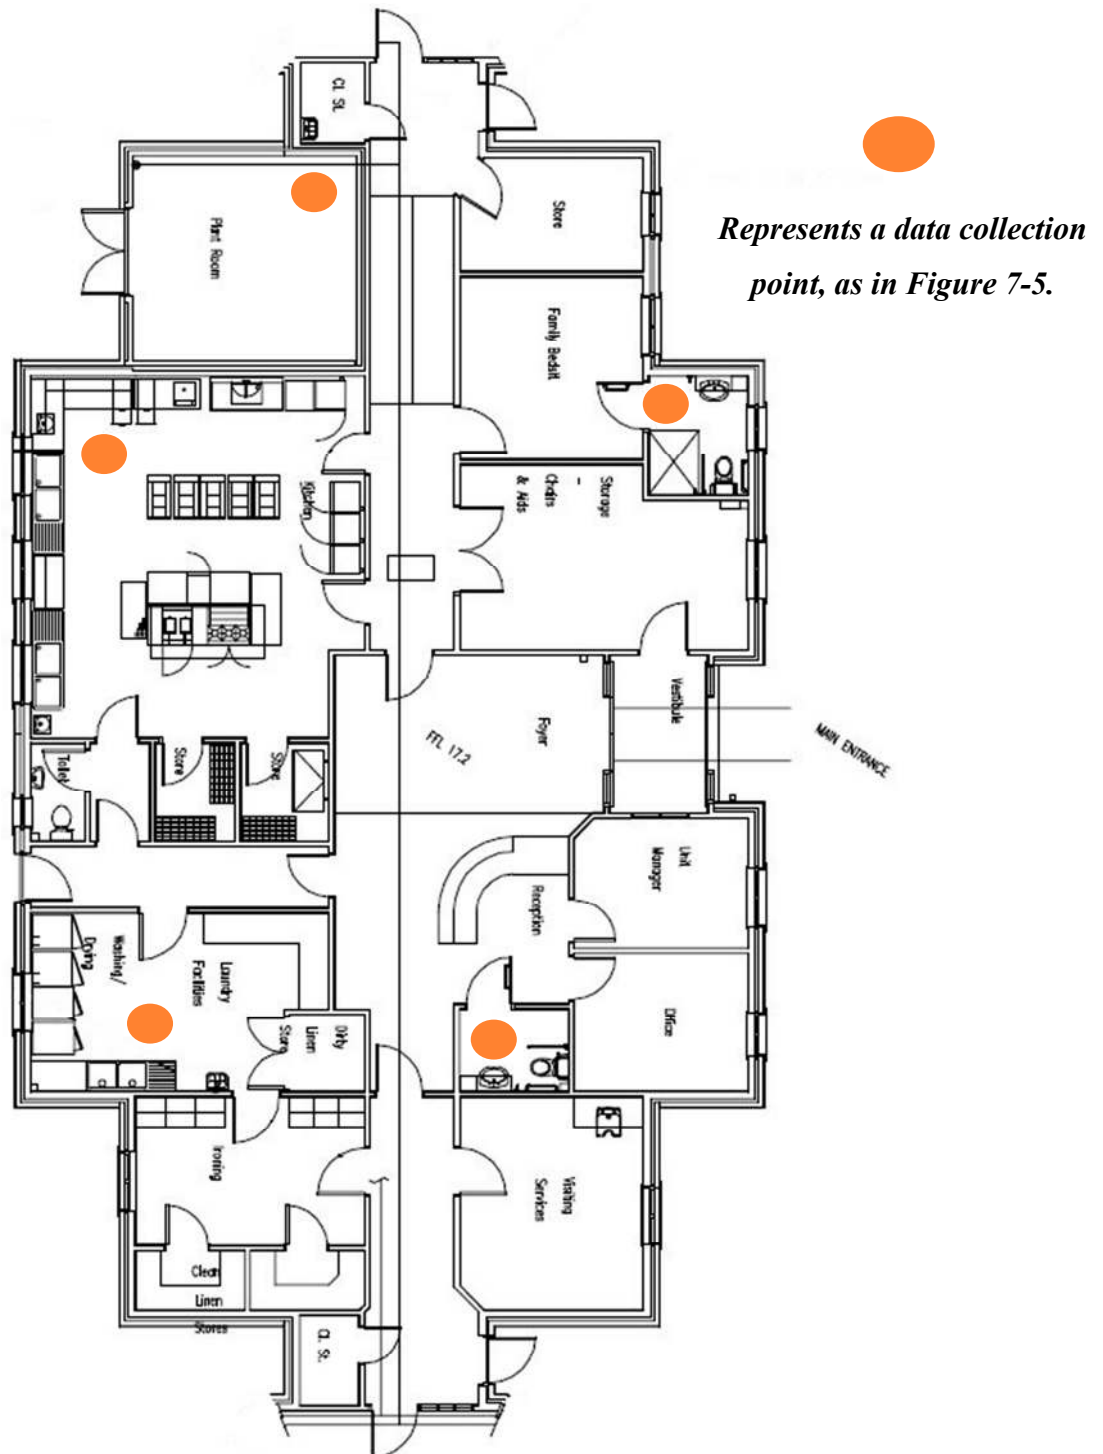 Cl. St.
Represents a data collection
point, as in Figure 7-5.
Store
Plant Room
Family Bedsit
Kitchen
Storage
-
Chairs
& Aids
Vestibule
Foyer
FFL 17.2
MAIN ENTRANCE
Toilet
Store
Store
Unit
Manager
Reception
Washing/
Drying
Laundry
Facilities
Dirty
Linen
Store
Office
Ironing
Visiting
Services
Clean
Linen
Stores
Cl. St.